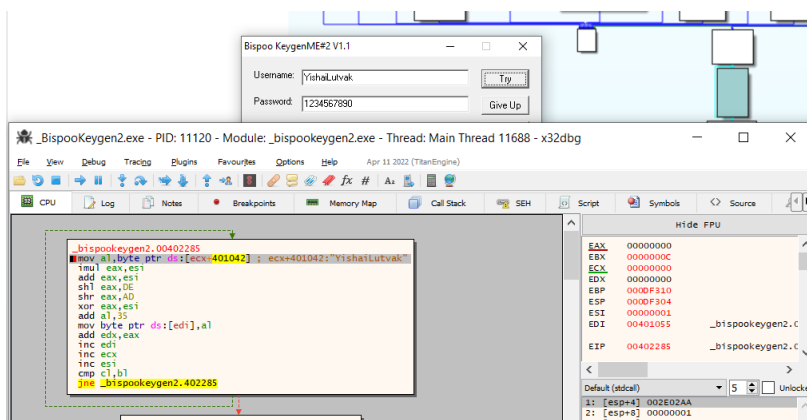 Bispoo KeygenME#2 V1.1
Username: YishaiLutvak Try
Password: 1234567890 Give Up
_BispooKeygen2.exe - PID: 11120 - Module: _bispookeygen2.exe - Thread: Main Thread 11688 - x32dbg
File View Debug Tracing Plugins Favourites Options Help Apr 11 2022 (TitanEngine)
CPU Log Notes Breakpoints Memory Map Call Stack SEH Script Symbols Source
Hide FPU
_bispookeygen2.00402285
mov al,byte ptr ds:[ecx+401042] ; ecx+401042:"YishaiLutvak"
imul eax,esi
add eax,esi
shl eax,DE
shr eax,AD
xor eax,esi
add al,35
mov byte ptr ds:[edi],al
add edx,eax
inc edi
inc ecx
inc esi
cmp cl,bl
jne _bispookeygen2.402285
EAX 00000000
EBX 0000000C
ECX 00000000
EDX 00000000
EBP 000DF310
ESP 000DF304
ESI 00000001
EDI 00401055 _bispookeygen2.0
EIP 00402285 _bispookeygen2.0
Default (stdcall) 5 Unlocke
1: [esp+4] 002E02AA
2: [esp+8] 00000001